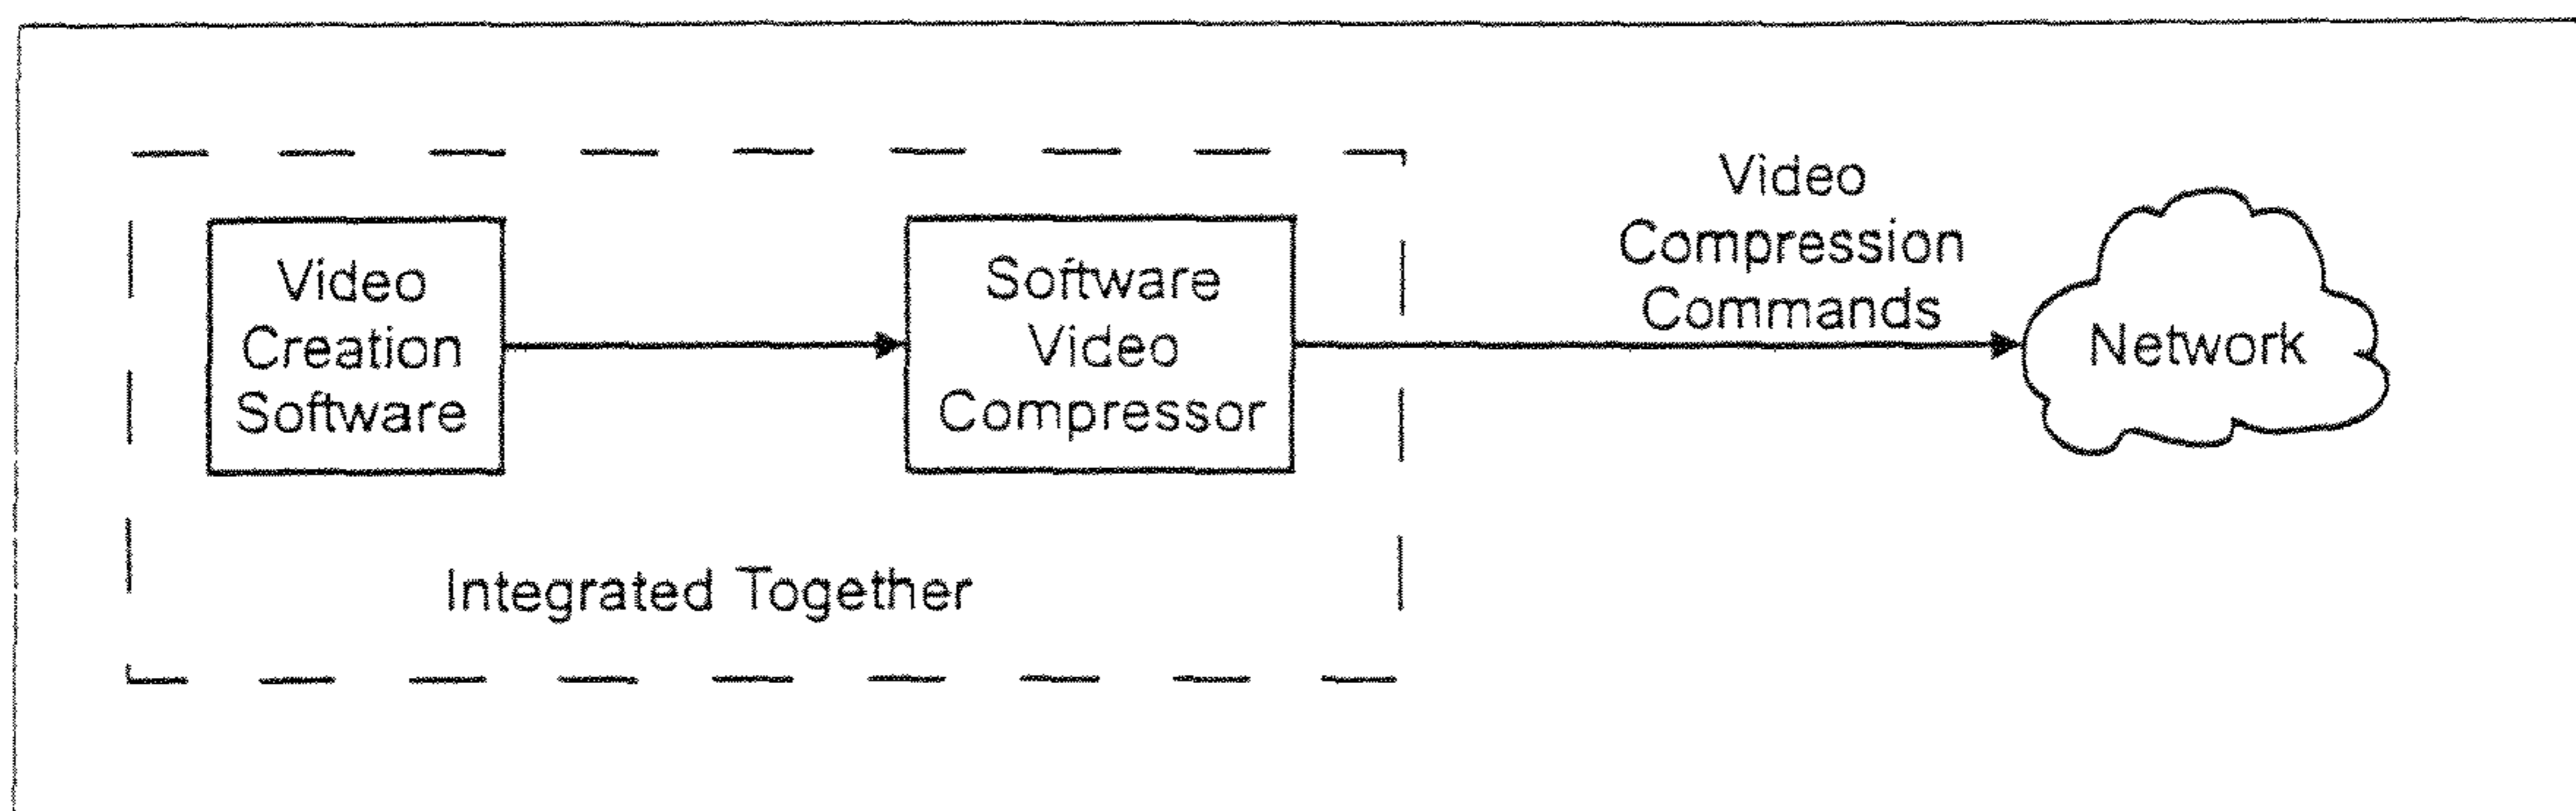 Video
Creation
Software
Software
Video
Compressor
Video
Compression
Commands
Network
Integrated Together